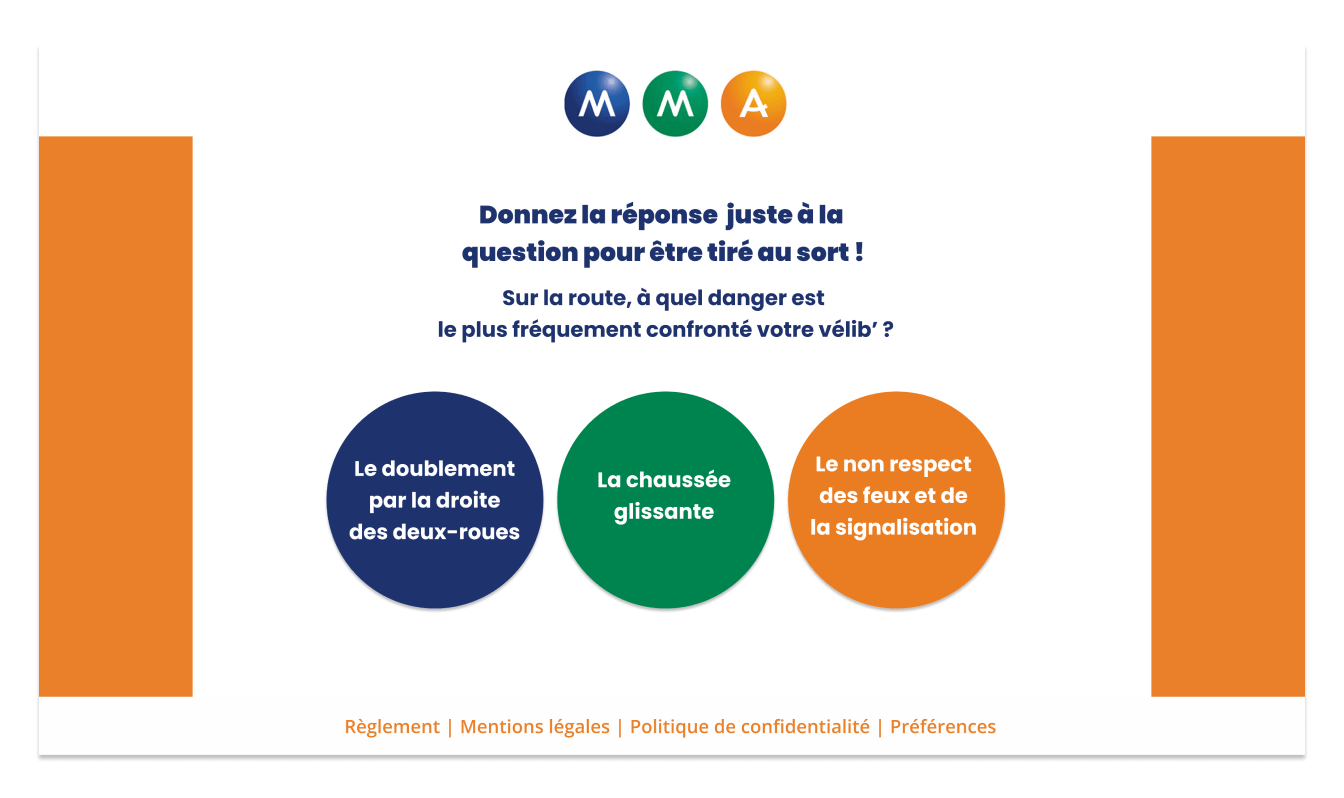 M M A
Donnez la réponse juste à la
question pour être tiré au sort !
Sur la route, à quel danger est
le plus fréquemment confronté votre vélib’ ?
Le doublement
par la droite
des deux-roues
La chaussée
glissante
Le non respect
des feux et de
la signalisation
Règlement | Mentions légales | Politique de confidentialité | Préférences